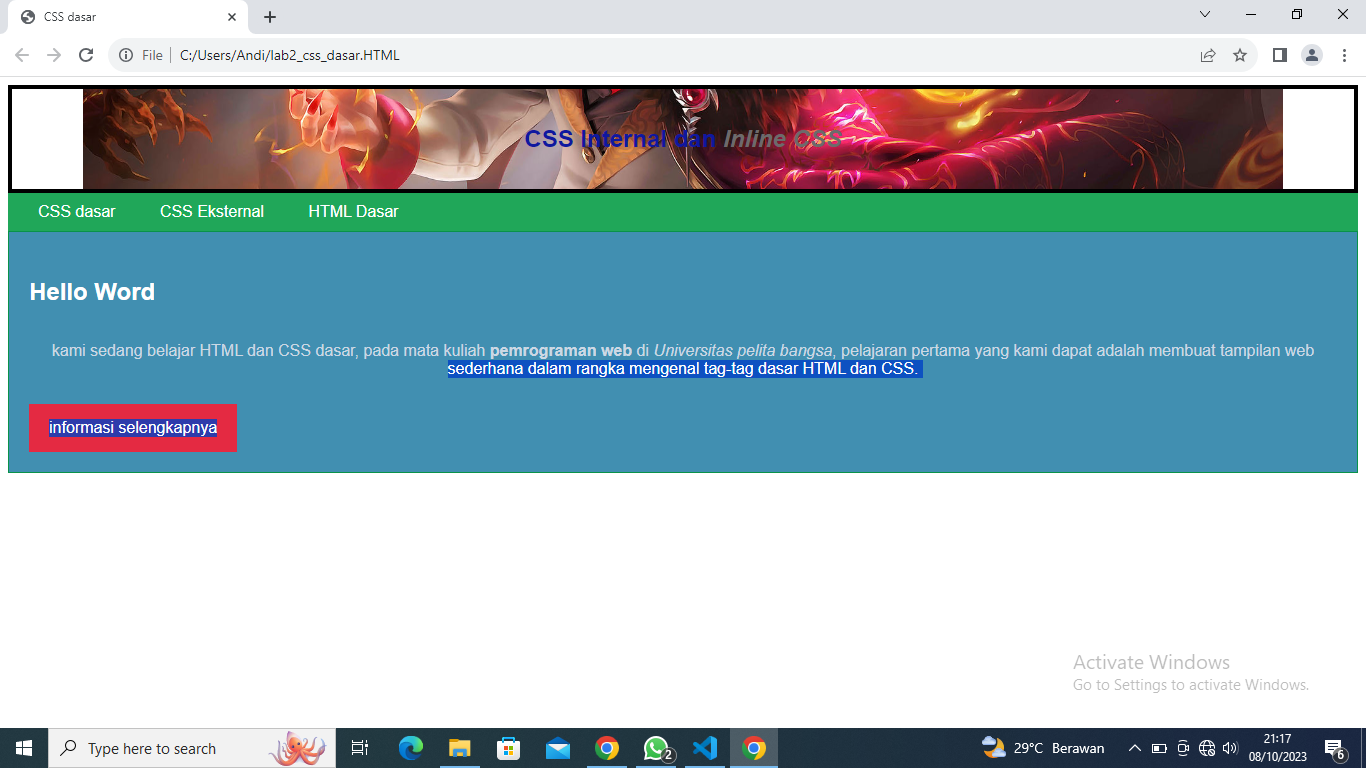 CSS dasar
File
C:/Users/Andi/lab2_css_dasar.HTML
CSS Internal dan Inline CSS
CSS dasar CSS Eksternal HTML Dasar
Hello Word
kami sedang belajar HTML dan CSS dasar, pada mata kuliah pemrograman web di Universitas pelita bangsa, pelajaran pertama yang kami dapat adalah membuat tampilan web
sederhana dalam rangka mengenal tag-tag dasar HTML dan CSS.
informasi selengkapnya
Activate Windows
Go to Settings to activate Windows.
Type here to search
2
29°C Berawan
21:17
08/10/2023
6